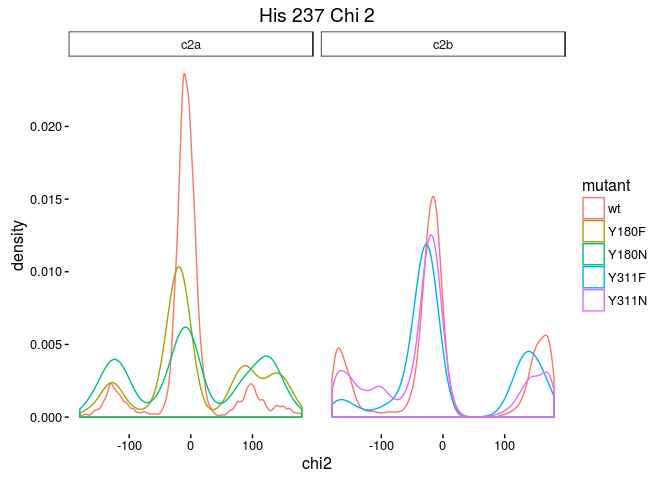 His 237 Chi 2
c2a
c2b
density
0.020
0.015
0.010
0.005
0.000
-100
0
100
-100
0
100
chi2
mutant
wt
Y180F
Y180N
Y311F
Y311N